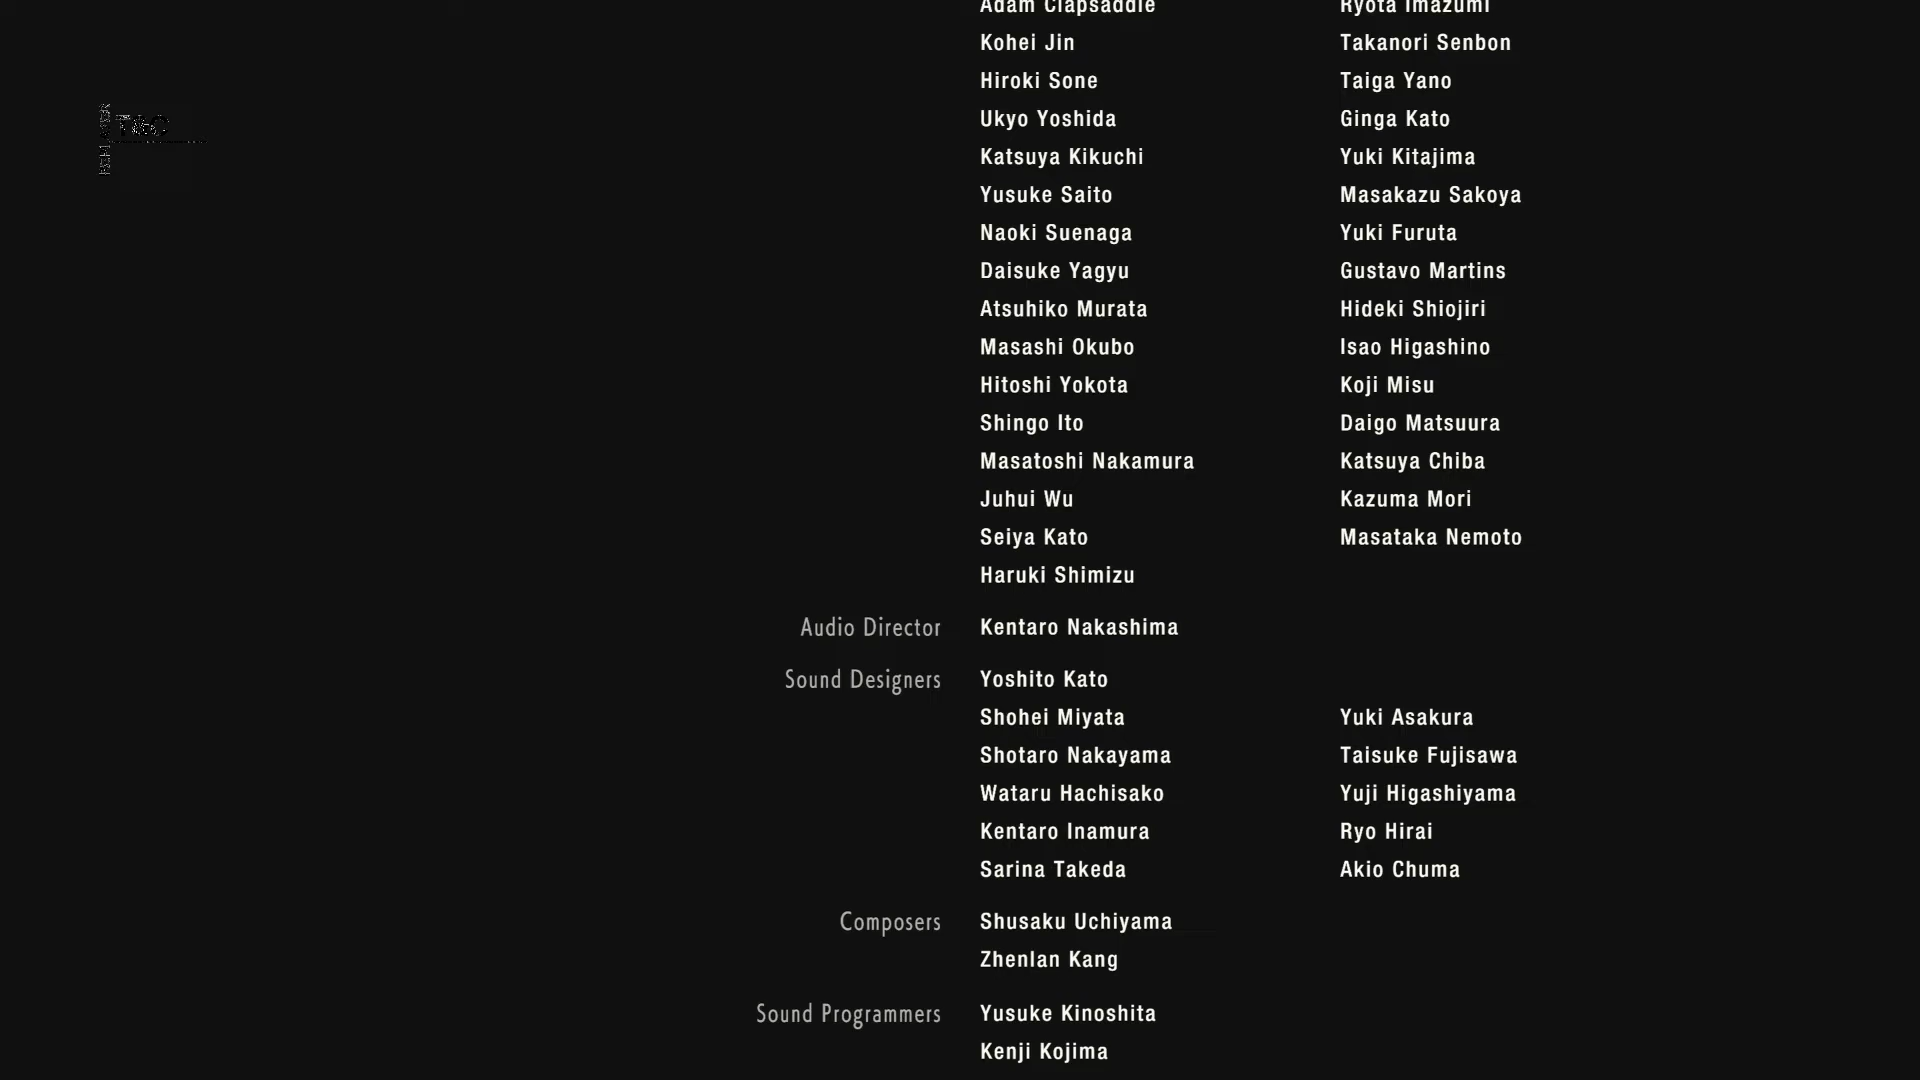 Adam Clapsaddle Ryota Imazumi
Kohei Jin Takanori Senbon
Hiroki Sone Taiga Yano
Ukyo Yoshida Ginga Kato
Katsuya Kikuchi Yuki Kitajima
Yusuke Saito Masakazu Sakoya
Naoki Suenaga Yuki Furuta
Daisuke Yagyu Gustavo Martins
Atsuhiko Murata Hideki Shiojiri
Masashi Okubo Isao Higashino
Hitoshi Yokota Koji Misu
Shingo Ito Daigo Matsuura
Masatoshi Nakamura Katsuya Chiba
Juhui Wu Kazuma Mori
Seiya Kato Masataka Nemoto
Haruki Shimizu
Audio Director Kentaro Nakashima
Sound Designers Yoshito Kato
Shohei Miyata Yuki Asakura
Shotaro Nakayama Taisuke Fujisawa
Wataru Hachisako Yuji Higashiyama
Kentaro Inamura Ryo Hirai
Sarina Takeda Akio Chuma
Composers Shusaku Uchiyama
Zhenlan Kang
Sound Programmers Yusuke Kinoshita
Kenji Kojima